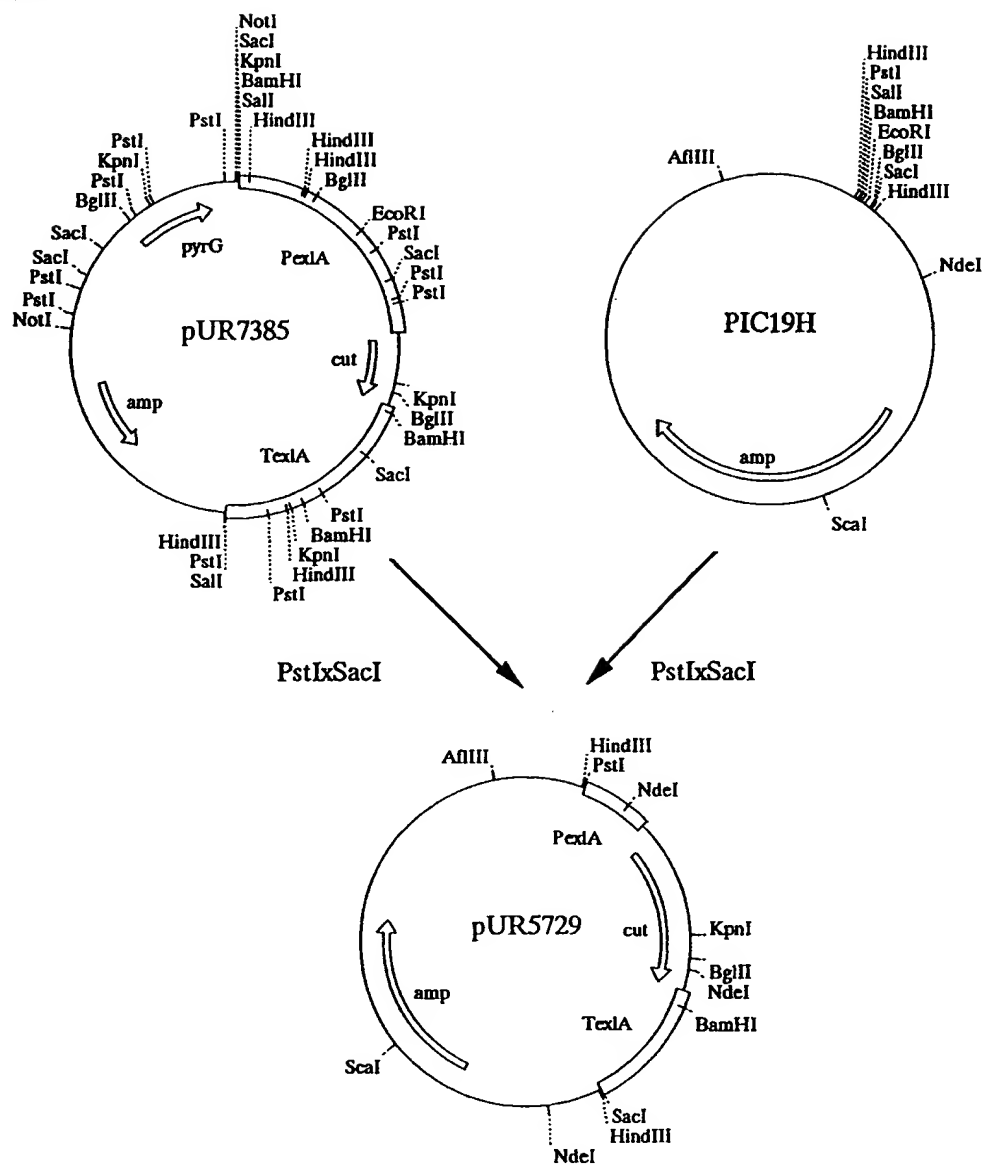 NotI
SacI
KpnI
BamHI
SalI
HindIII
PstI
PstI
KpnI
PstI
BglII
SacI
SacI
PstI
PstI
NotI
HindIII
HindIII
BglII
EcoRI
PstI
SacI
PstI
PstI
pyrG
PexlA
pUR7385
cut
amp
TexlA
KpnI
BglII
BamHI
SacI
PstI
BamHI
KpnI
HindIII
PstI
HindIII
PstI
SalI
HindIII
PstI
SalI
BamHI
EcoRI
BglII
SacI
HindIII
AflIII
NdeI
PIC19H
amp
ScaI
PstIxSacI
PstIxSacI
AflIII
HindIII
PstI
NdeI
PexlA
pUR5729
cut
KpnI
BglII
NdeI
BamHI
TexlA
amp
ScaI
SacI
HindIII
NdeI